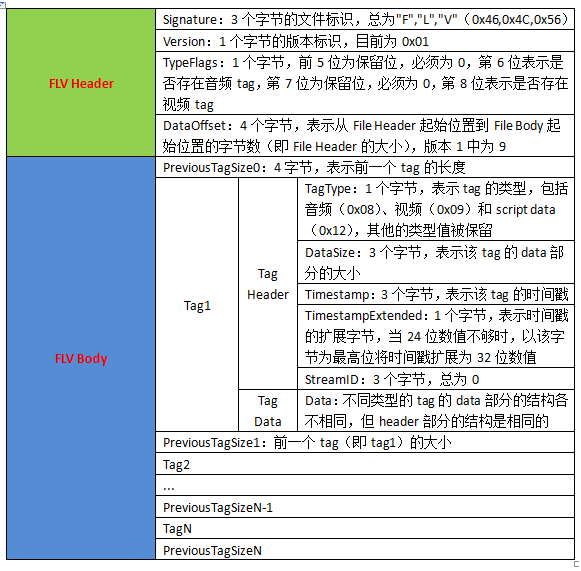 FLV Header
Signature：3 个字节的文件标识，总为"F","L","V"（0x46,0x4C,0x56）
Version：1 个字节的版本标识，目前为 0x01
TypeFlags：1 个字节，前 5 位为保留位，必须为 0，第 6 位表示是
否存在音频 tag，第 7 位为保留位，必须为 0，第 8 位表示是否存在
视频 tag
DataOffset：4 个字节，表示从 File Header 起始位置到 File Body 起
始位置的字节数（即 File Header 的大小），版本 1 中为 9
FLV Body
PreviousTagSize0：4 字节，表示前一个 tag 的长度
Tag1
Tag
Header
TagType：1 个字节，表示 tag 的类型，包括
音频（0x08）、视频（0x09）和 script data
（0x12），其他的类型值被保留
DataSize：3 个字节，表示该 tag 的 data 部
分的大小
Timestamp：3 个字节，表示该 tag 的时间戳
TimestampExtended：1 个字节，表示时间戳
的扩展字节，当 24 位数值不够时，以该字
节为最高位将时间戳扩展为 32 位数值
StreamID：3 个字节，总为 0
Tag
Data
Data：不同类型的 tag 的 data 部分的结构各
不相同，但 header 部分的结构是相同的
PreviousTagSize1：前一个 tag（即 tag1）的大小
Tag2
...
PreviousTagSizeN-1
TagN
PreviousTagSizeN